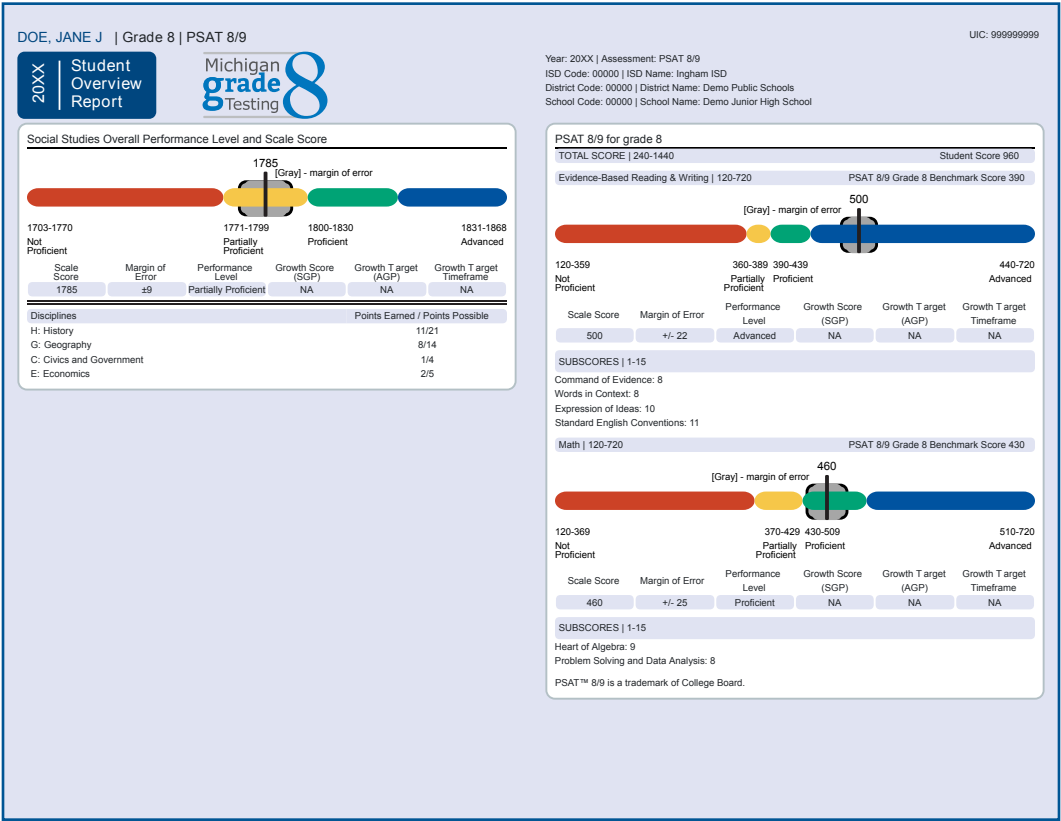 DOE, JANE J | Grade 8 | PSAT 8/9
UIC: 999999999
20XX
Student
Overview
Report
Michigan
grade
Testing
8
Year: 20XX | Assessment: PSAT 8/9
ISD Code: 00000 | ISD Name: Ingham ISD
District Code: 00000 | District Name: Demo Public Schools
School Code: 00000 | School Name: Demo Junior High School
Social Studies Overall Performance Level and Scale Score
1785
[Gray] - margin of error
1703-1770 1771-1799 1800-1830 1831-1868
Not Proficient Partially Proficient Proficient Advanced
Scale Score Margin of Error Performance Level Growth Score (SGP) Growth T arget (AGP) Growth T arget Timeframe
1785 ±9 Partially Proficient NA NA NA
Disciplines Points Earned / Points Possible
H: History 11/21
G: Geography 8/14
C: Civics and Government 1/4
E: Economics 2/5
PSAT 8/9 for grade 8
TOTAL SCORE | 240-1440 Student Score 960
Evidence-Based Reading & Writing | 120-720 PSAT 8/9 Grade 8 Benchmark Score 390
500
[Gray] - margin of error
120-359 360-389 390-439 440-720
Not Proficient Partially Proficient Proficient Advanced
Scale Score Margin of Error Performance Level Growth Score (SGP) Growth T arget (AGP) Growth T arget Timeframe
500 +/- 22 Advanced NA NA NA
SUBSCORES | 1-15
Command of Evidence: 8
Words in Context: 8
Expression of Ideas: 10
Standard English Conventions: 11
Math | 120-720 PSAT 8/9 Grade 8 Benchmark Score 430
460
[Gray] - margin of error
120-369 370-429 430-509 510-720
Not Proficient Partially Proficient Proficient Advanced
Scale Score Margin of Error Performance Level Growth Score (SGP) Growth T arget (AGP) Growth T arget Timeframe
460 +/- 25 Proficient NA NA NA
SUBSCORES | 1-15
Heart of Algebra: 9
Problem Solving and Data Analysis: 8
PSAT™ 8/9 is a trademark of College Board.